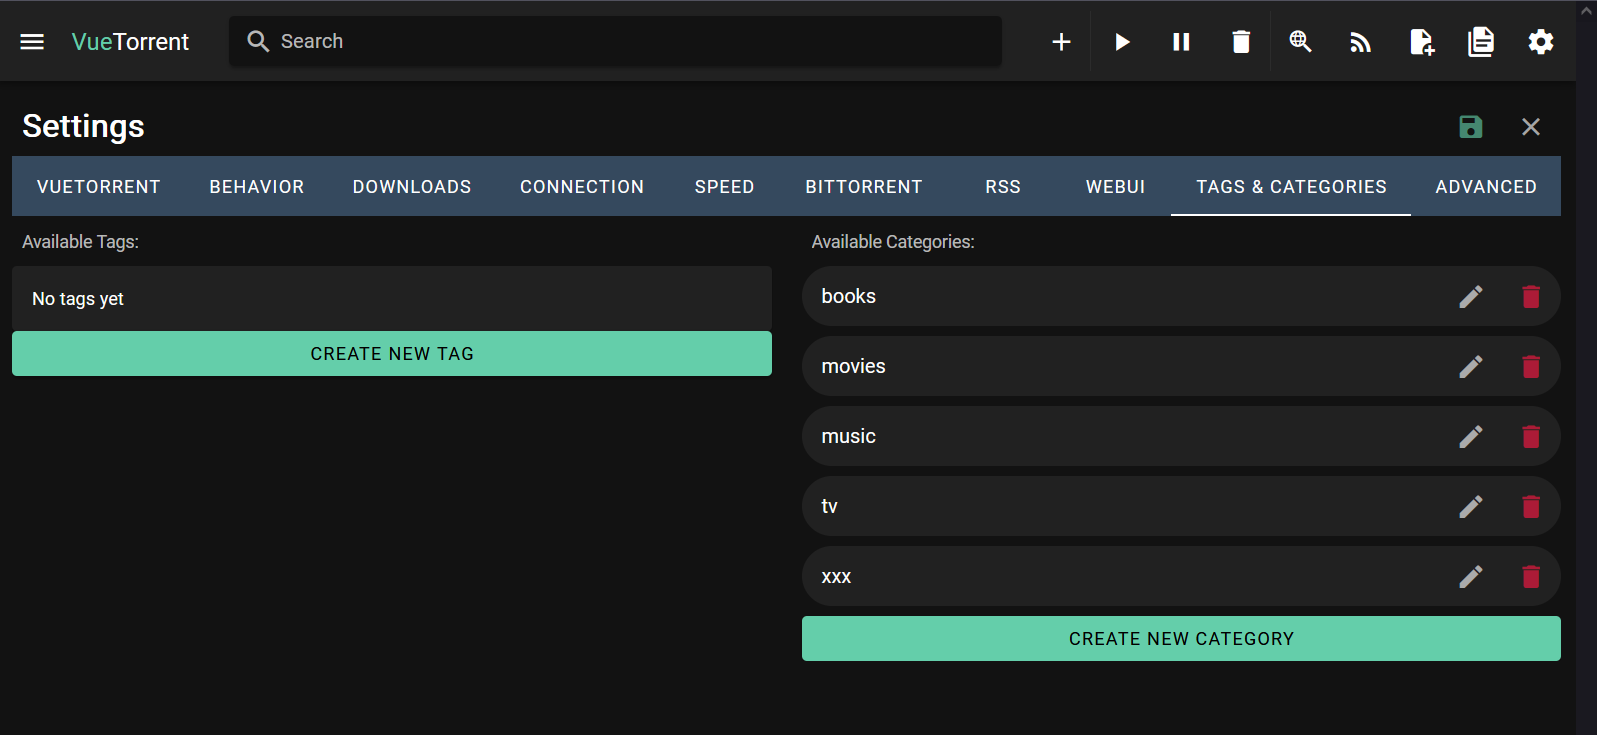 VueTorrent
Search
Settings
VUETORRENT BEHAVIOR DOWNLOADS CONNECTION SPEED BITTORRENT RSS WEBUI TAGS & CATEGORIES ADVANCED
Available Tags:
No tags yet
CREATE NEW TAG
Available Categories:
books
movies
music
tv
xxx
CREATE NEW CATEGORY